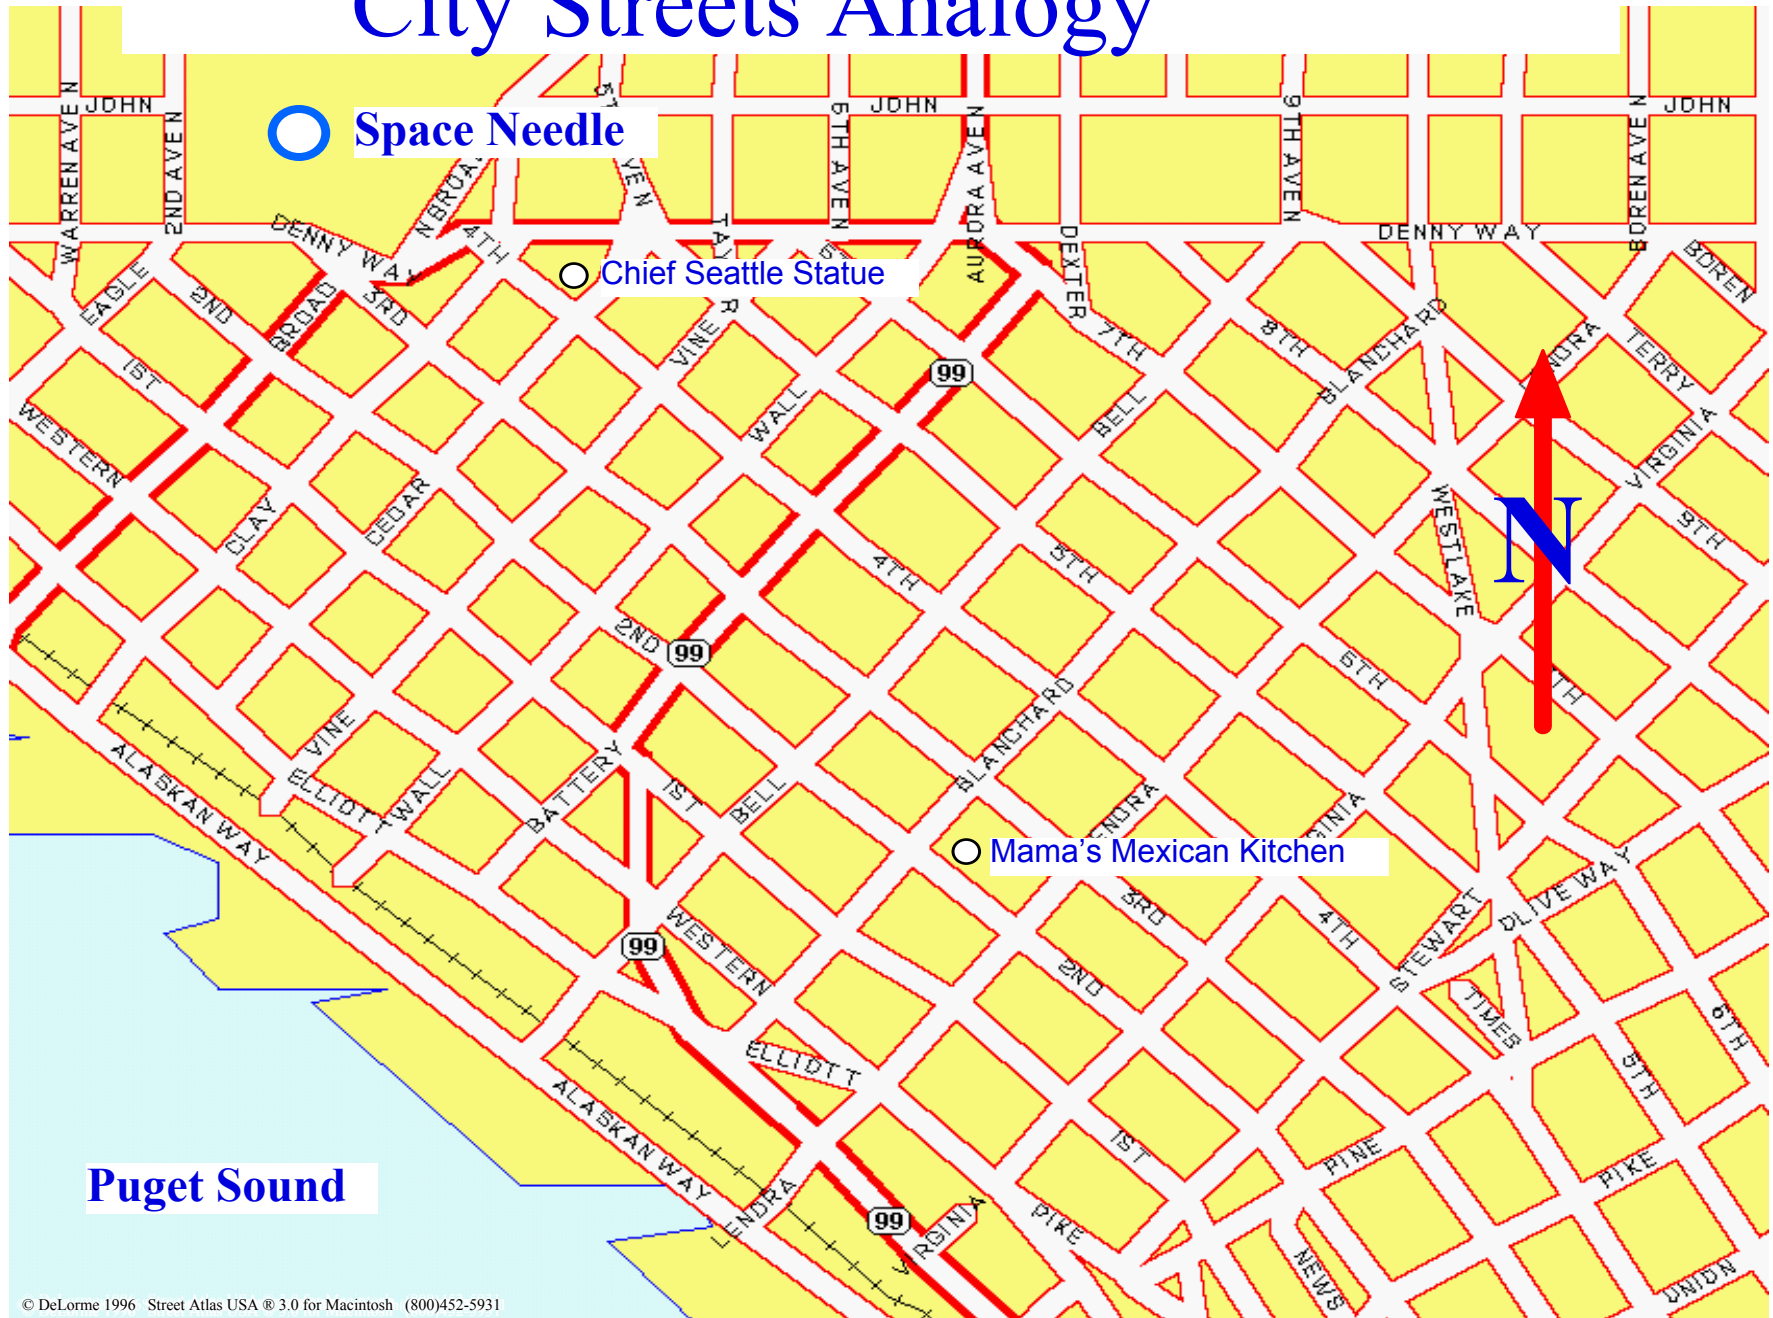 City Streets Analogy
JOHN
JOHN
JOHN
WARREN AVE N
2ND AVE N
Space Needle
6TH AVE N
AURORA AVE N
9TH AVE N
BOREN AVE N
DENNY WAY
4TH
DENNY WAY
DEXTER
BOREN
Chief Seattle Statue
EAGLE
2ND
BROAD
3RD
VINE
7TH
8TH
BLANCHARD
TERRY
1ST
99
WESTERN
WALL
BELL
VIRGINIA
CLAY
CEDAR
WESTLAKE
N
9TH
4TH
5TH
2ND
99
6TH
VINE
BLANCHARD
ALASKAN WAY
ELLIOTT
WALL
BATTERY
1ST
BELL
Mama's Mexican Kitchen
OLIVE WAY
STEWART
3RD
4TH
WESTERN
99
2ND
TIMES
6TH
5TH
ELLIOTT
ALASKAN WAY
1ST
PINE
PIKE
Puget Sound
LENORA
99
VIRGINIA
PIKE
NEWS
UNION
© DeLorme 1996 Street Atlas USA ® 3.0 for Macintosh (800)452-5931